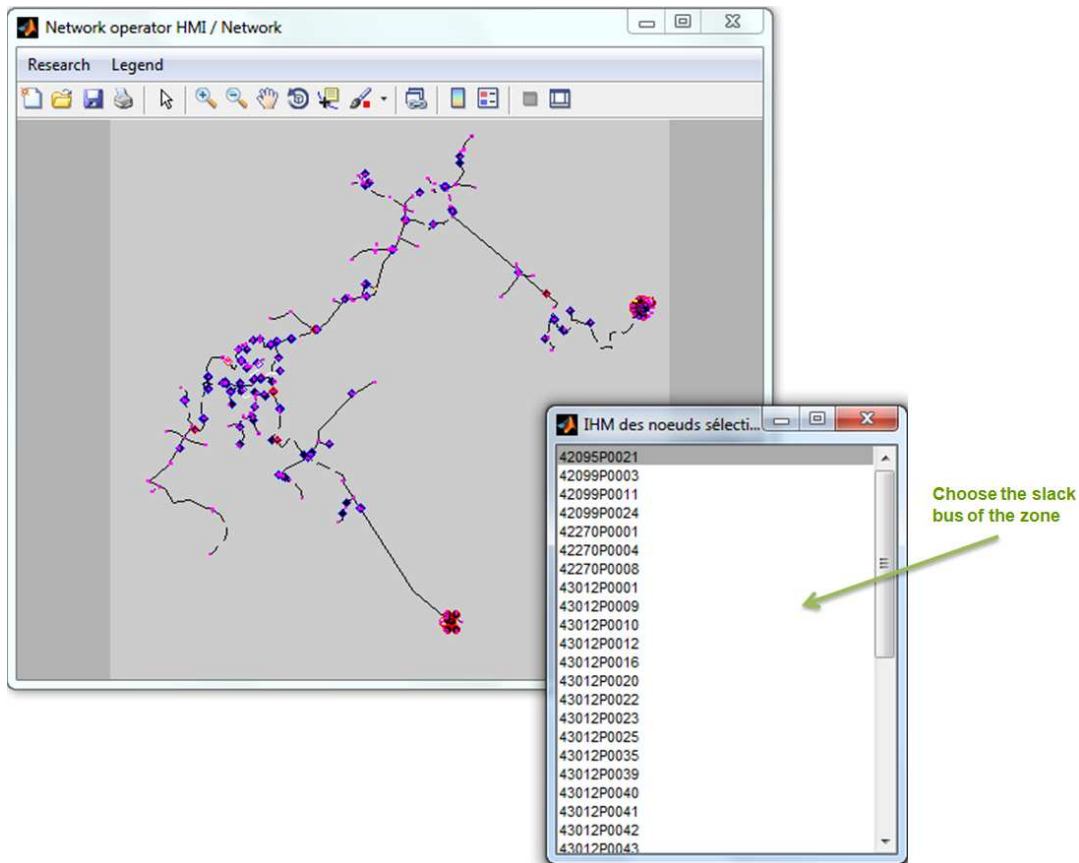 Network operator HMI / Network
Research Legend
IHM des noeuds sélecti...
42095P0021
42099P0003
42099P0011
42099P0024
42270P0001
42270P0004
42270P0008
43012P0001
43012P0009
43012P0010
43012P0012
43012P0016
43012P0020
43012P0022
43012P0023
43012P0025
43012P0035
43012P0039
43012P0040
43012P0041
43012P0042
43012P0043
Choose the slack
bus of the zone